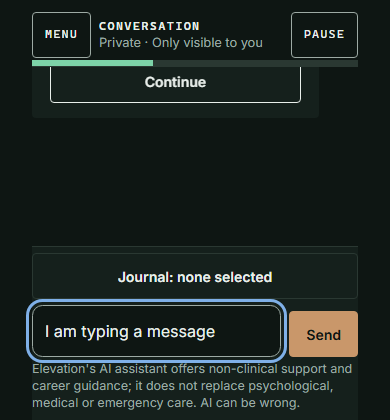 MENU
CONVERSATION
Private · Only visible to you
PAUSE
Continue
Journal: none selected
I am typing a message
Send
Elevation's AI assistant offers non-clinical support and
career guidance; it does not replace psychological,
medical or emergency care. AI can be wrong.